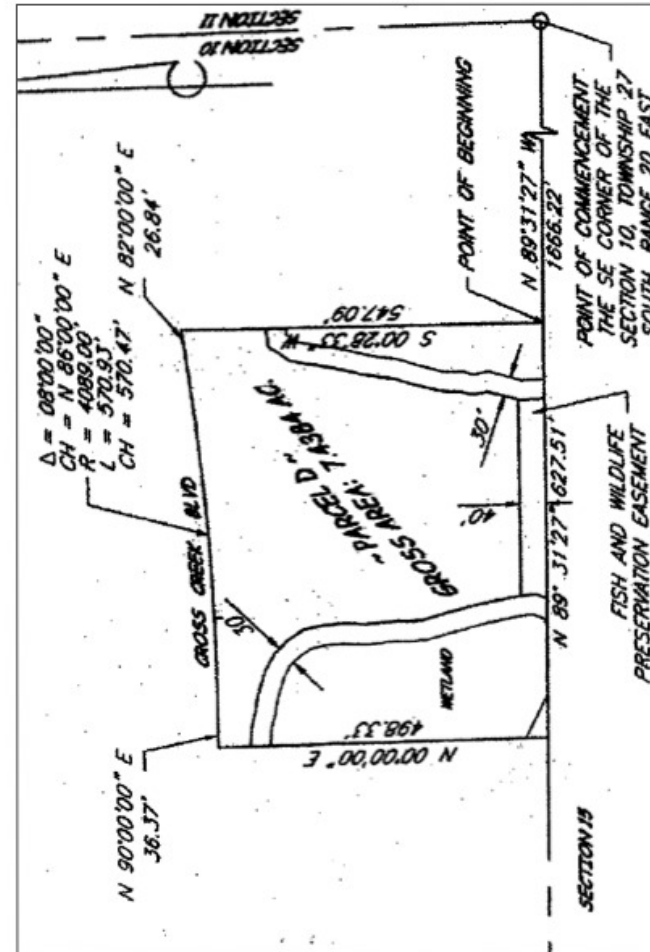 SECTION 11
SECTION 10
Δ = 08°00'00"
CH = N 86°00'00" E
R = 4089.00'
L = 570.93'
CH = 570.47'
N 82°00'00" E
26.84'
POINT OF BEGINNING
N 89°31'27" W
1666.22'
POINT OF COMMENCEMENT
THE SE CORNER OF THE
SECTION 10, TOWNSHIP 27
SOUTH, RANGE 20 EAST
S 00°28'33" W
547.09'
CROSS CREEK BLVD
"PARCEL D"
GROSS AREA: 7.4384 AC.
30'
40'
30'
WETLAND
N 89° 31'27" W
627.51'
FISH AND WILDLIFE
PRESERVATION EASEMENT
N 00°00'00" E
498.33'
N 90°00'00" E
36.37'
SECTION 15